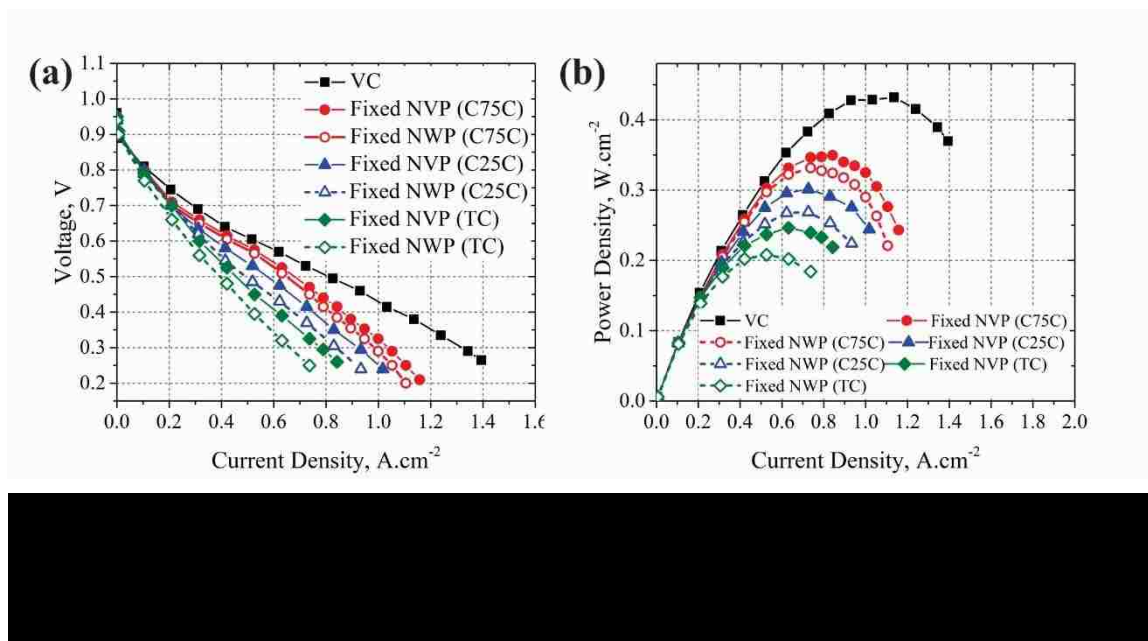 (a)
1.1
1.0
0.9
0.8
0.7
0.6
0.5
0.4
0.3
0.2
Voltage, V
VC
Fixed NVP (C75C)
Fixed NWP (C75C)
Fixed NVP (C25C)
Fixed NWP (C25C)
Fixed NVP (TC)
Fixed NWP (TC)
0.0 0.2 0.4 0.6 0.8 1.0 1.2 1.4 1.6
Current Density, A.cm⁻²
(b)
0.4
0.3
0.2
0.1
0.0
Power Density, W.cm⁻²
VC Fixed NVP (C75C)
Fixed NWP (C75C) Fixed NVP (C25C)
Fixed NWP (C25C) Fixed NVP (TC)
Fixed NWP (TC)
0.0 0.2 0.4 0.6 0.8 1.0 1.2 1.4 1.6 1.8 2.0
Current Density, A.cm⁻²